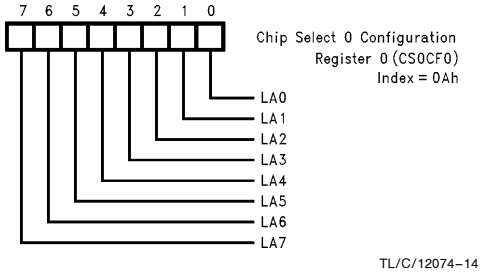 7 6 5 4 3 2 1 0
Chip Select 0 Configuration
Register 0 (CS0CF0)
Index = 0Ah
LA0
LA1
LA2
LA3
LA4
LA5
LA6
LA7
TL/C/12074–14